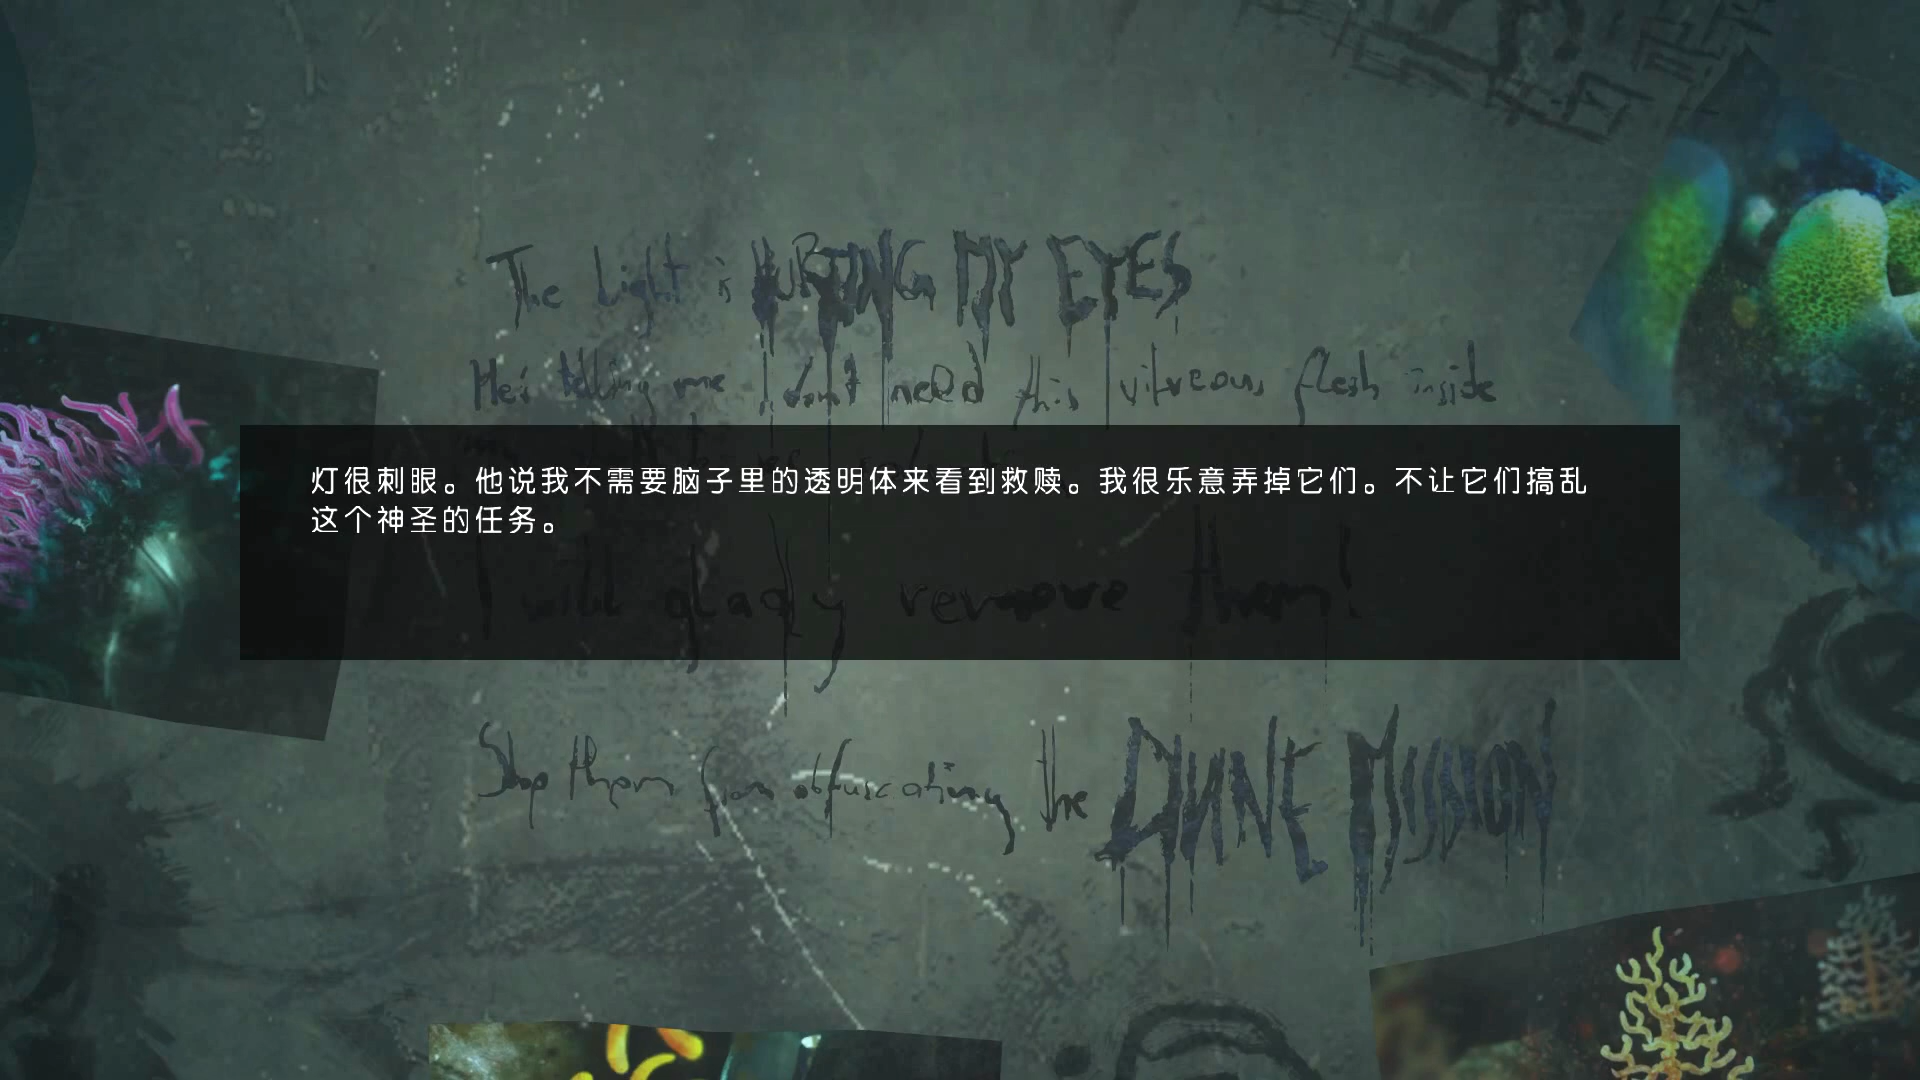 The Light is HURTING MY EYES
He's telling me I don't need this vitreous flesh inside
灯很刺眼。他说我不需要脑子里的透明体来看到救赎。我很乐意弄掉它们。不让它们搞乱
这个神圣的任务。
I will gladly remove them!
Stop them from obfuscating the DIVINE MISSION